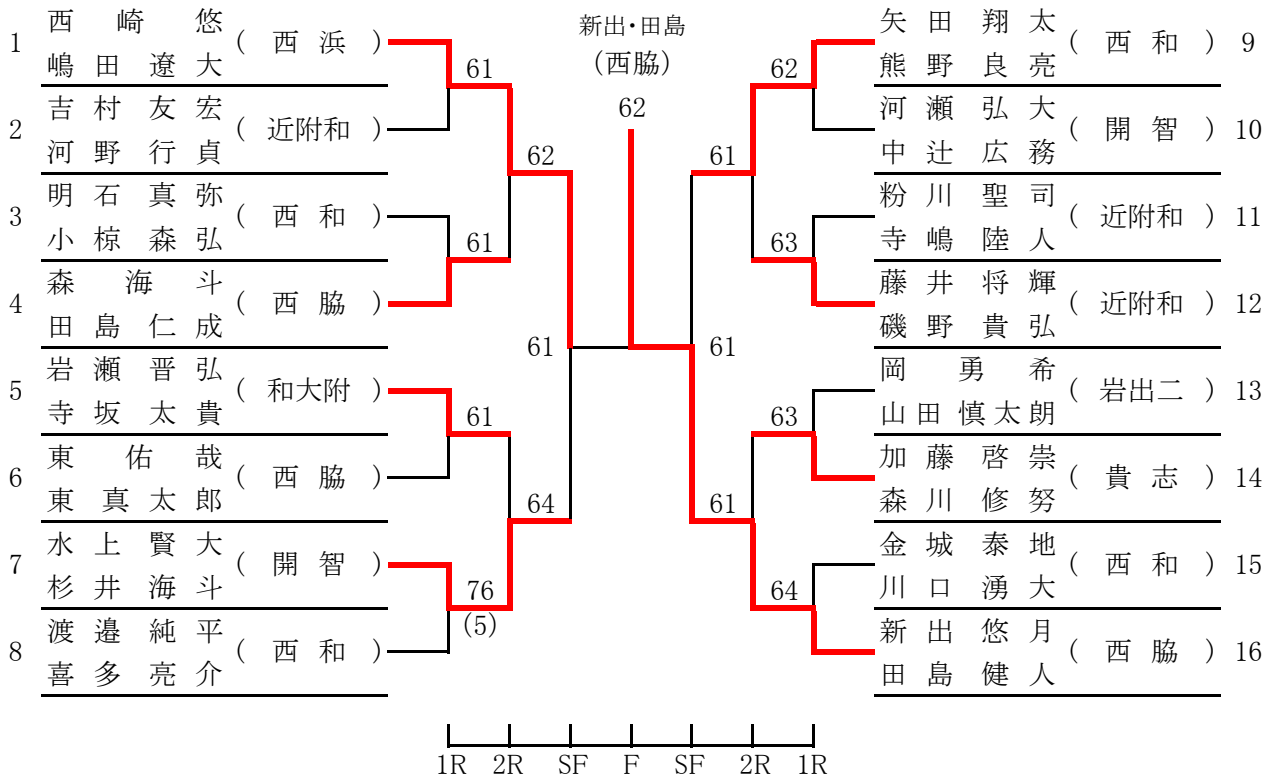 新出・田島
(西脇)
62
1 西崎悠 (西浜)
嶋田遼大
2 吉村友宏 (近附和)
河野行貞
3 明石真弥 (西和)
小椋森弘
4 森海斗 (西脇)
田島仁成
5 岩瀬晋弘 (和大附)
寺坂太貴
6 東佑哉 (西脇)
東真太郎
7 水上賢大 (開智)
杉井海斗
8 渡邉純平 (西和)
喜多亮介
61
62
61
61
61
64
76
(5)
62
61
63
61
63
61
64
矢田翔太 (西和) 9
熊野良亮
河瀬弘大 (開智) 10
中辻広務
粉川聖司 (近附和) 11
寺嶋陸人
藤井将輝 (近附和) 12
磯野貴弘
岡勇希 (岩出二) 13
山田慎太朗
加藤啓崇 (貴志) 14
森川修努
金城泰地 (西和) 15
川口湧大
新出悠月 (西脇) 16
田島健人
1R 2R SF F SF 2R 1R